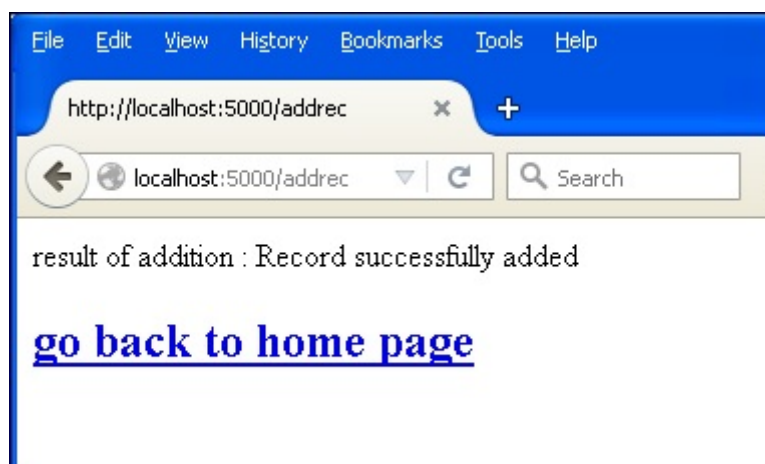 File Edit View History Bookmarks Tools Help
http://localhost:5000/addrec
localhost:5000/addrec Search
result of addition : Record successfully added
go back to home page